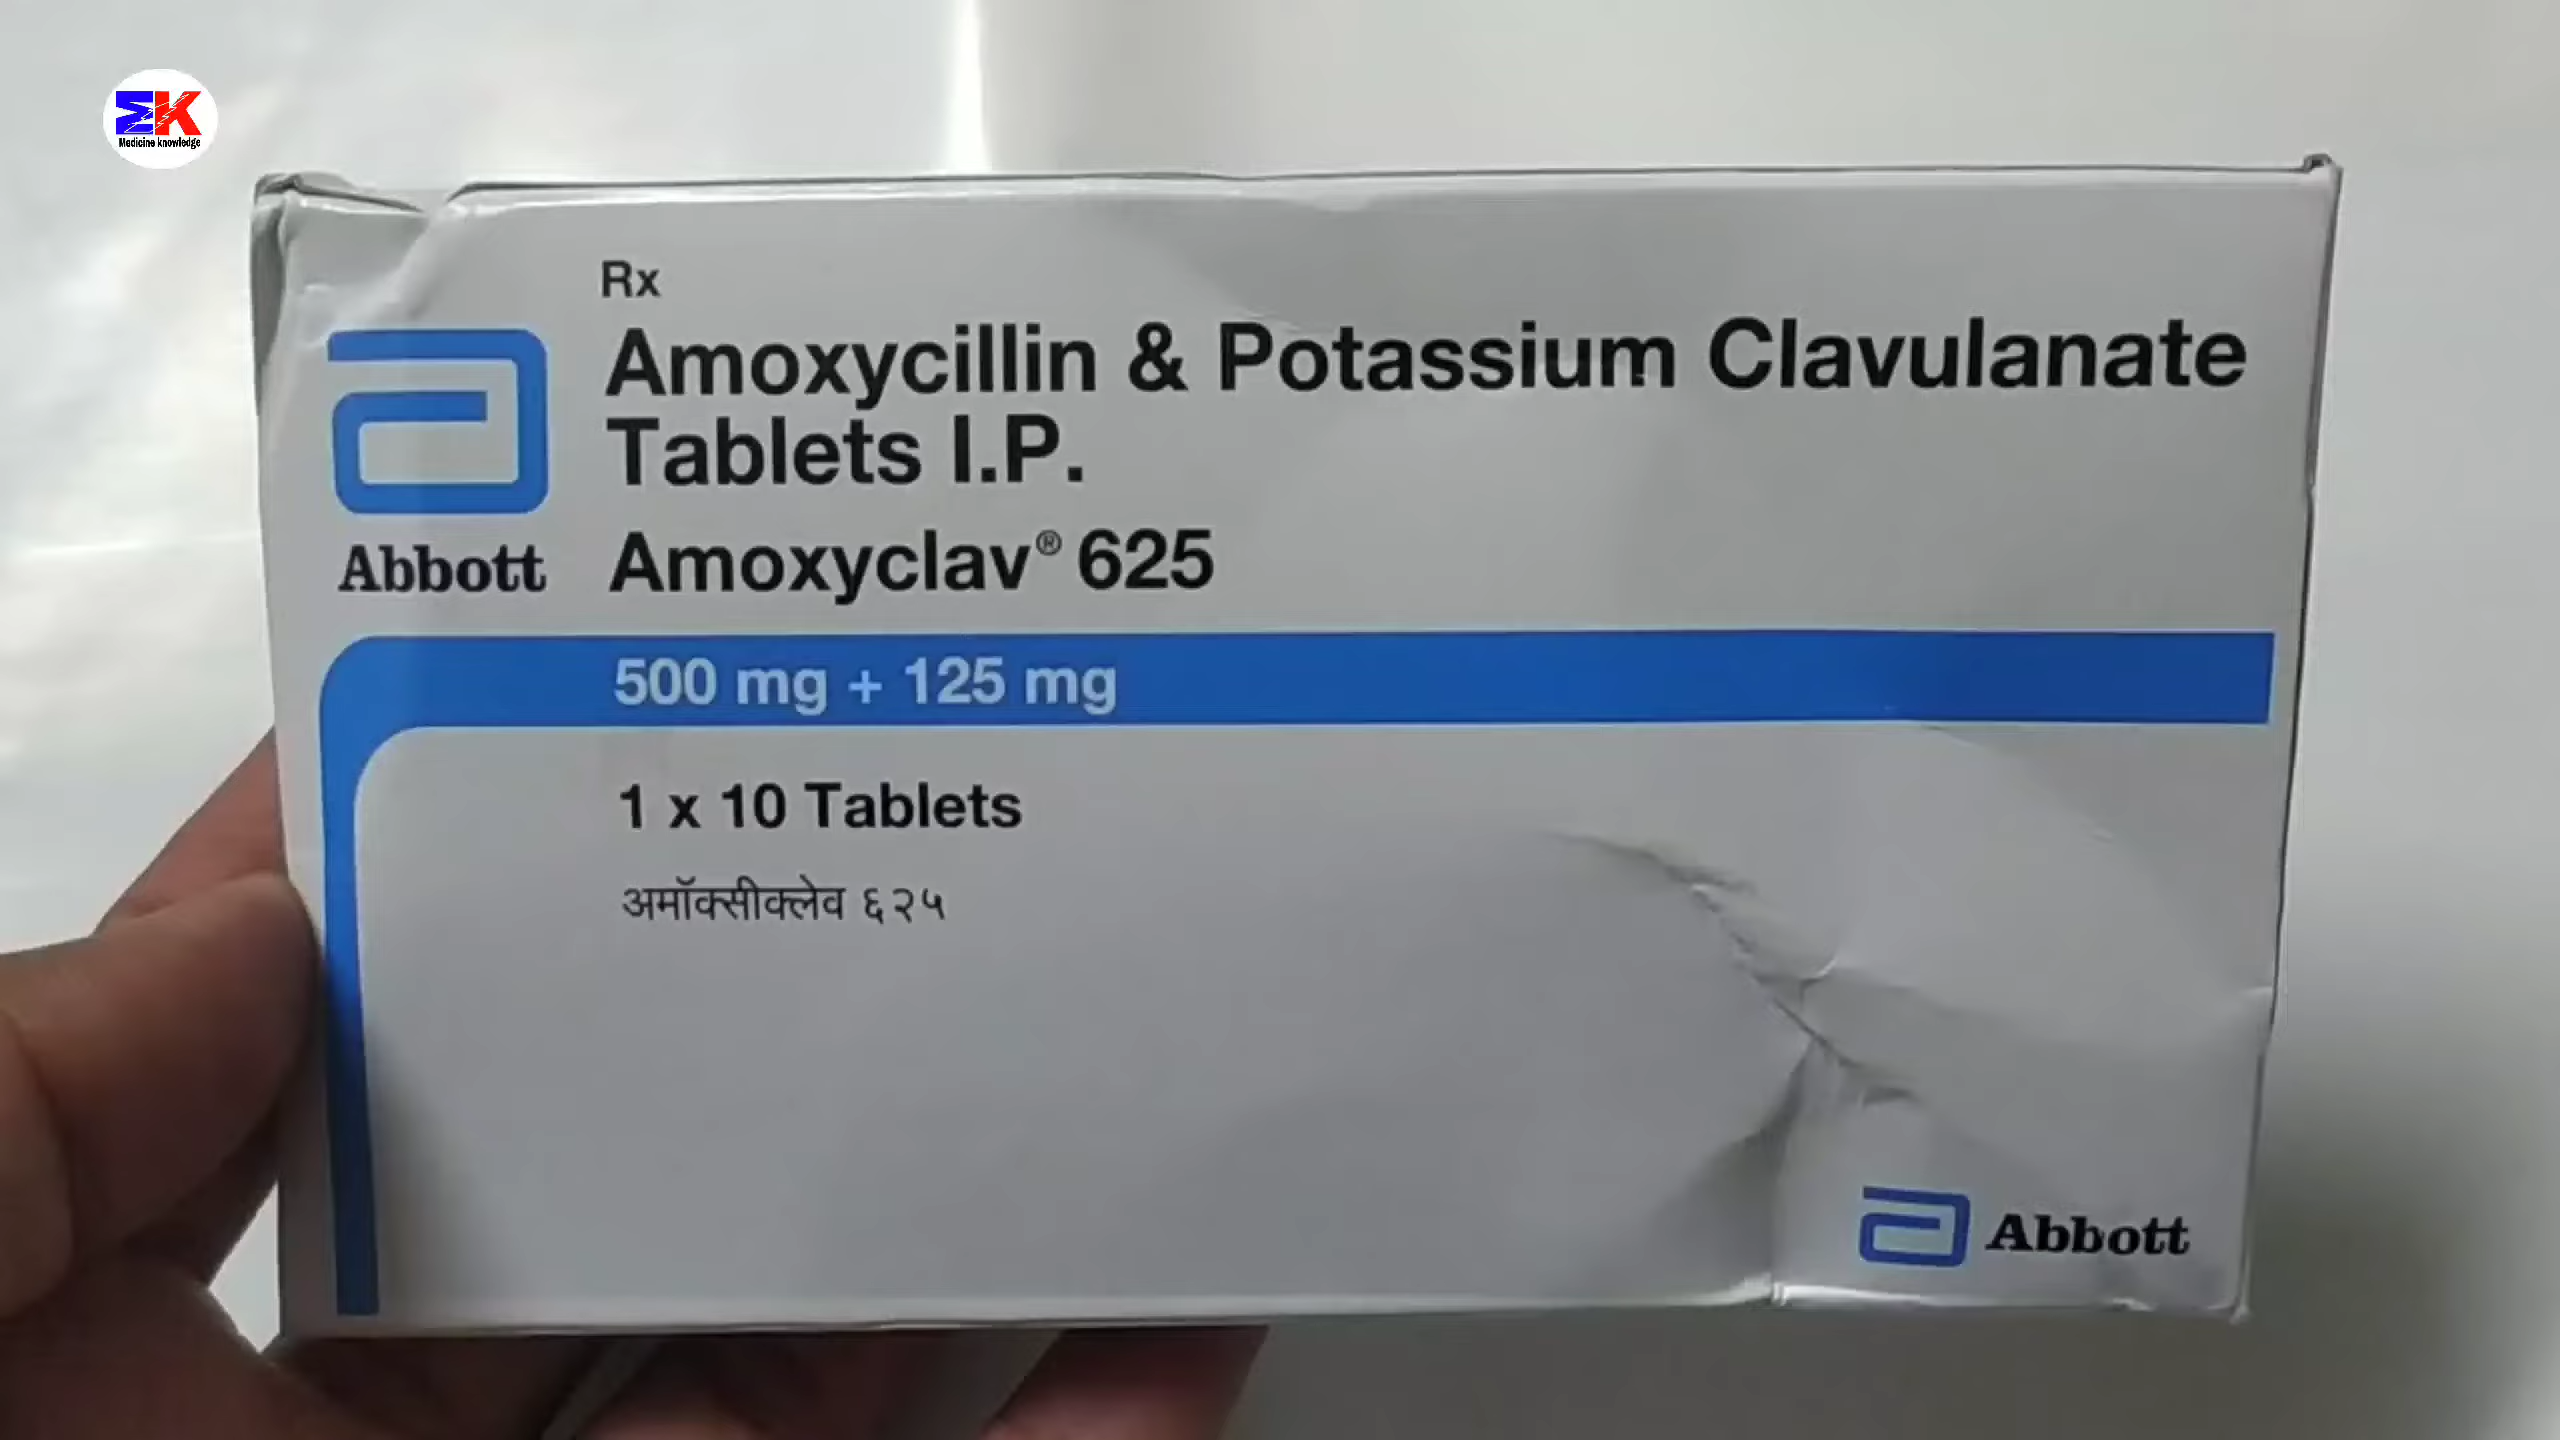 EK
Medicine knowledge
Rx
Amoxycillin & Potassium Clavulanate
Tablets I.P.
Abbott
Amoxyclav® 625
500 mg + 125 mg
1 x 10 Tablets
अमॉक्सीक्लेव ६२५
Abbott